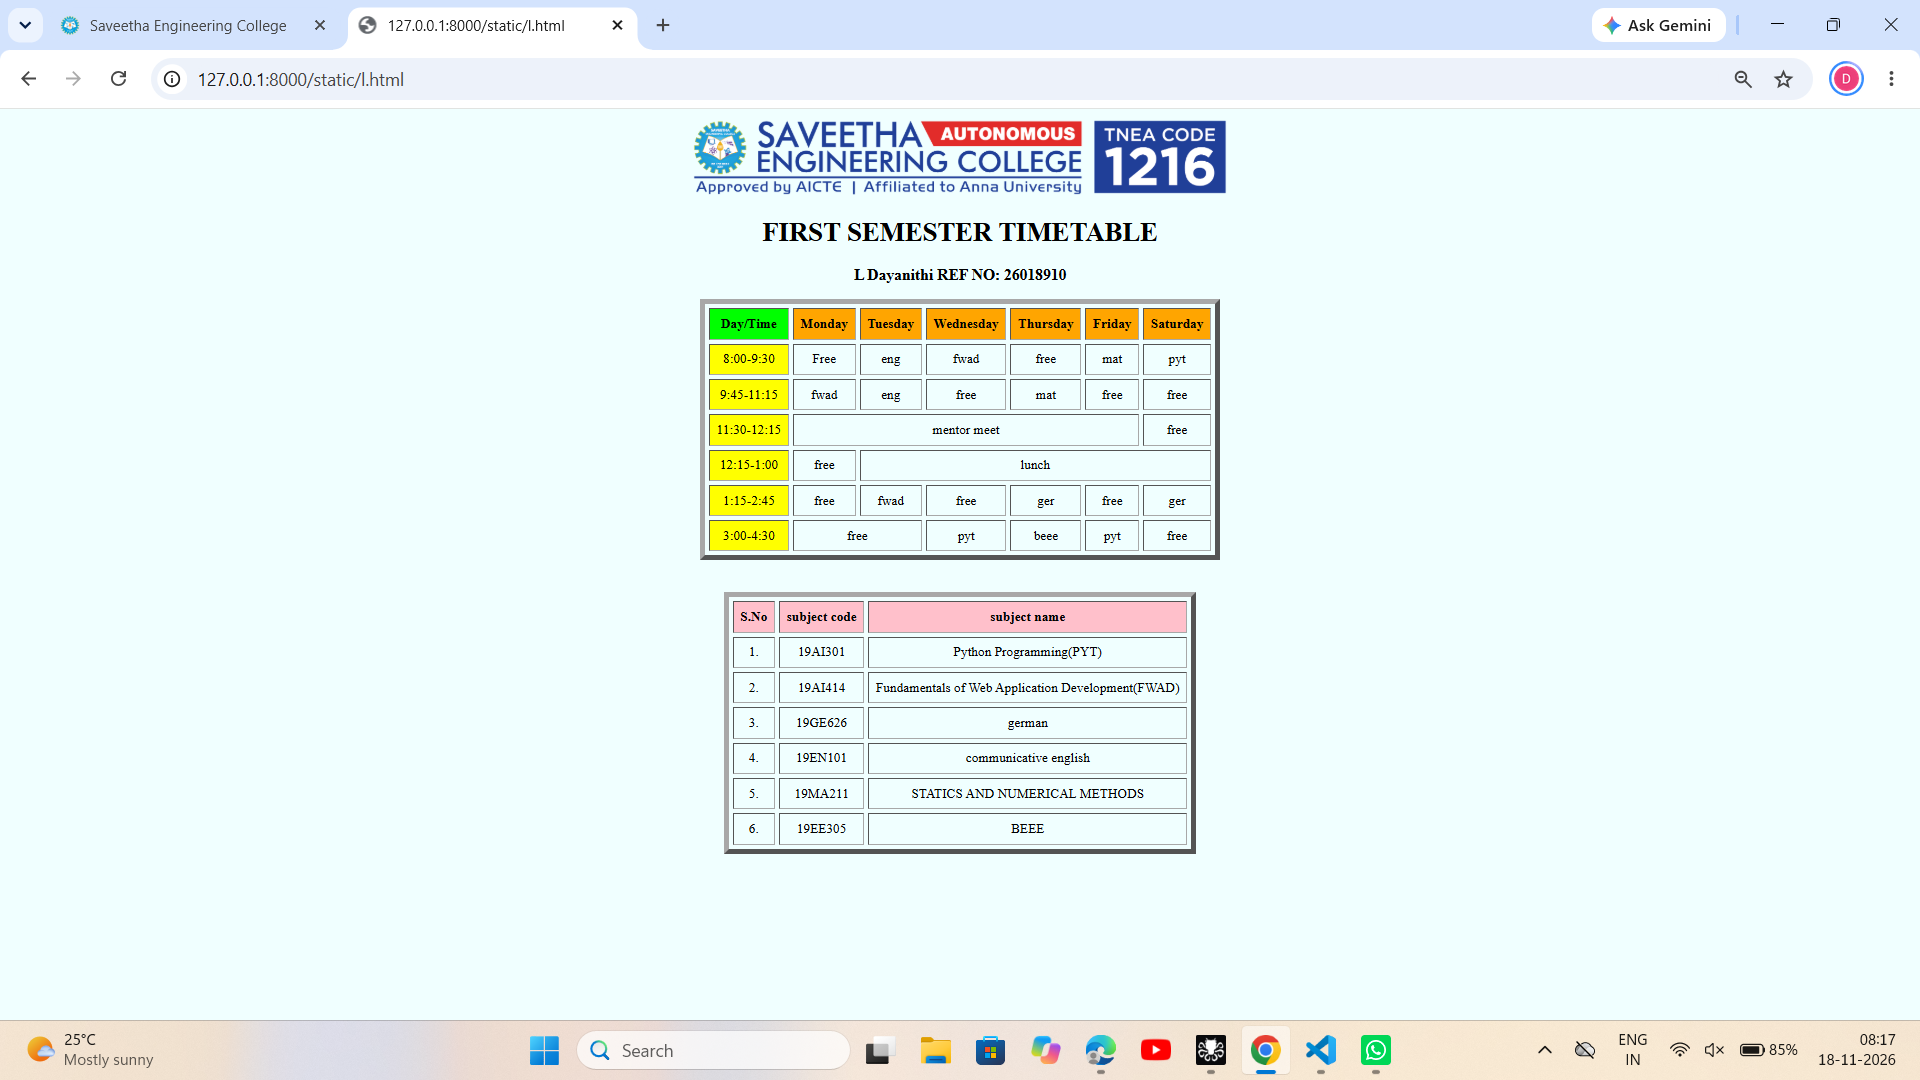 Saveetha Engineering College
127.0.0.1:8000/static/l.html
Ask Gemini
127.0.0.1:8000/static/l.html
D
SAVEETHA AUTONOMOUS
ENGINEERING COLLEGE
Approved by AICTE | Affiliated to Anna University
TNEA CODE
1216
FIRST SEMESTER TIMETABLE
L Dayanithi REF NO: 26018910
Day/Time Monday Tuesday Wednesday Thursday Friday Saturday
8:00-9:30 Free eng fwad free mat pyt
9:45-11:15 fwad eng free mat free free
11:30-12:15 mentor meet free
12:15-1:00 free lunch
1:15-2:45 free fwad free ger free ger
3:00-4:30 free pyt beee pyt free
S.No subject code subject name
1. 19AI301 Python Programming(PYT)
2. 19AI414 Fundamentals of Web Application Development(FWAD)
3. 19GE626 german
4. 19EN101 communicative english
5. 19MA211 STATICS AND NUMERICAL METHODS
6. 19EE305 BEEE
25°C
Mostly sunny
Search
ENG
IN
85%
08:17
18-11-2026